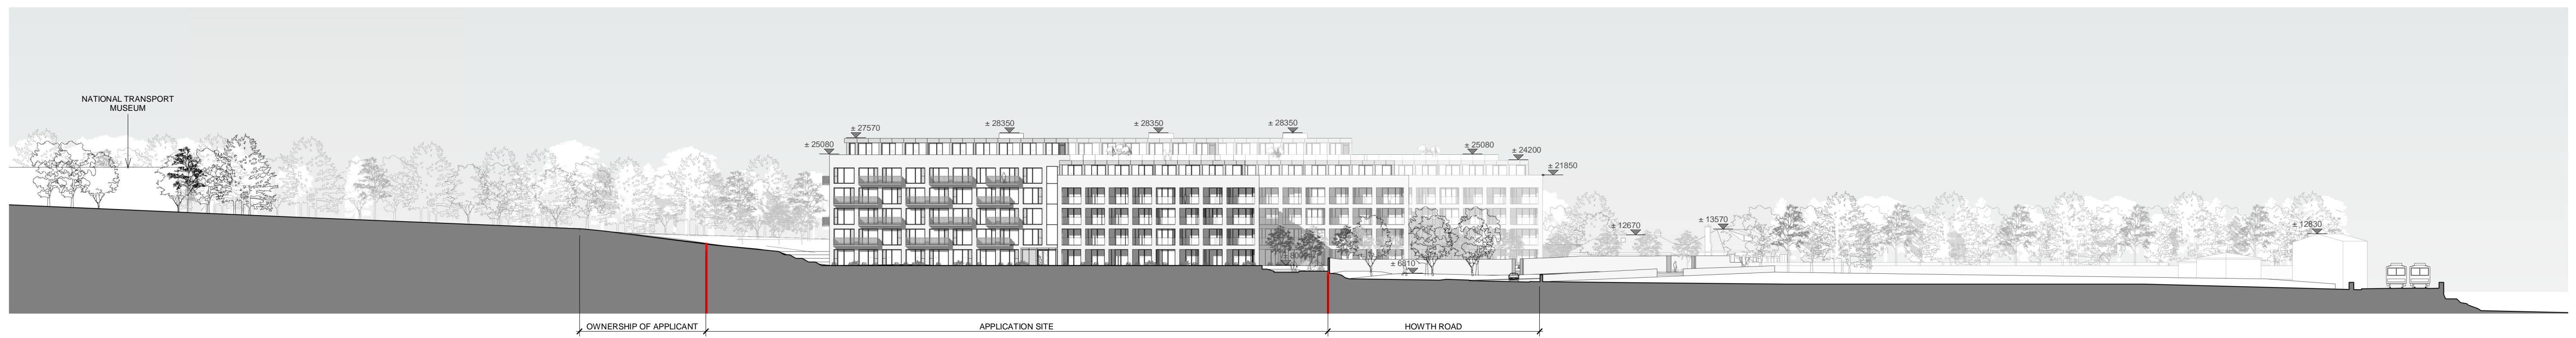 NATIONAL TRANSPORT
MUSEUM
± 27570
± 28350
± 28350
± 28350
± 25080
± 25080
± 24200
± 21850
± 12670
± 13570
± 12830
± 6810
OWNERSHIP OF APPLICANT
APPLICATION SITE
HOWTH ROAD